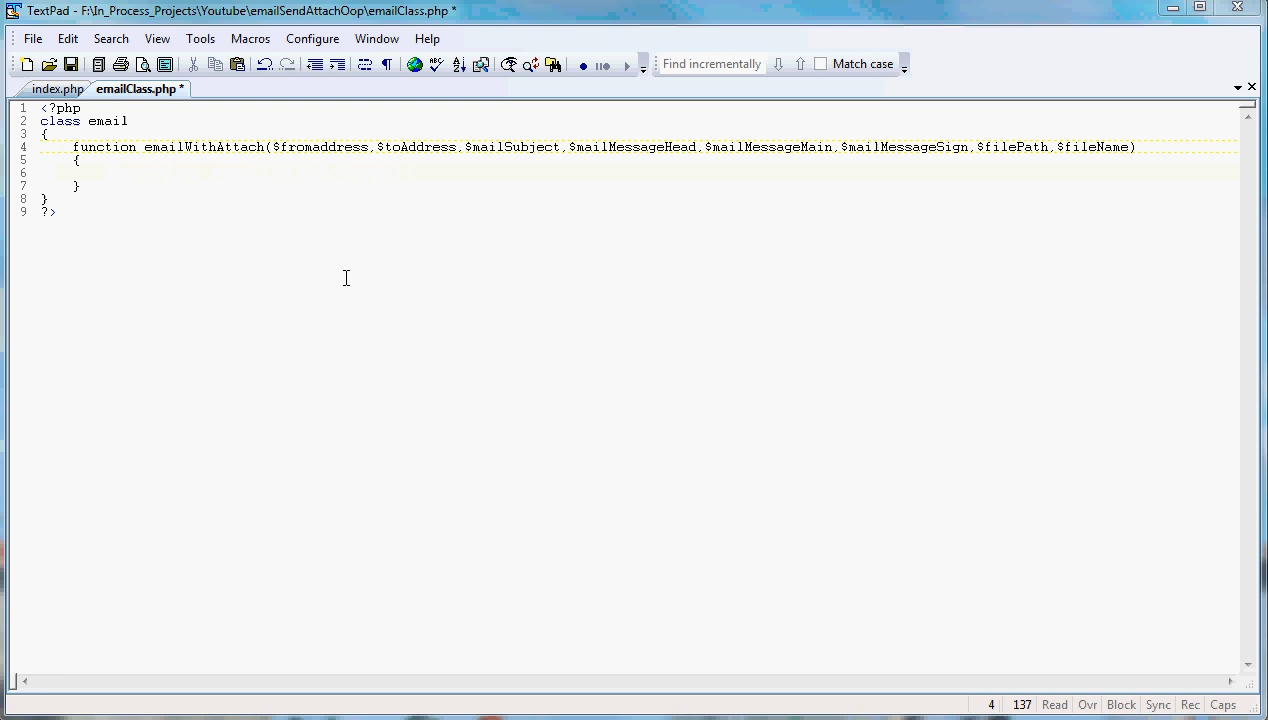 TextPad - F:\In_Process_Projects\Youtube\emailSendAttachOop\emailClass.php *
File Edit Search View Tools Macros Configure Window Help
Find incrementally Match case
index.php emailClass.php *
1 <?php
2 class email
3 {
4 function emailWithAttach($fromaddress,$toAddress,$mailSubject,$mailMessageHead,$mailMessageMain,$mailMessageSign,$filePath,$fileName)
5 {
6
7 }
8 }
9 ?>
4 137 Read Ovr Block Sync Rec Caps